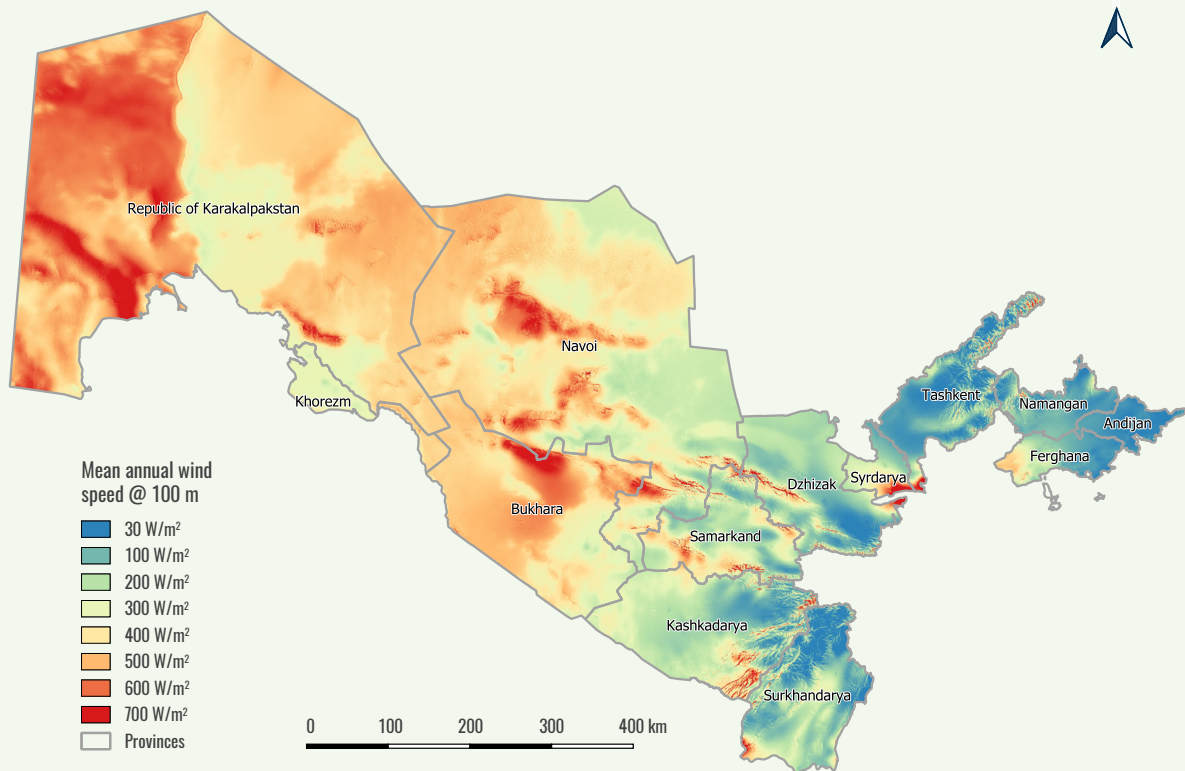 Republic of Karakalpakstan
Navoi
Khorezm
Tashkent
Namangan
Andijan
Ferghana
Syrdarya
Dzhizak
Bukhara
Samarkand
Kashkadarya
Surkhandarya
Mean annual wind
speed @ 100 m
30 W/m²
100 W/m²
200 W/m²
300 W/m²
400 W/m²
500 W/m²
600 W/m²
700 W/m²
Provinces
0 100 200 300 400 km